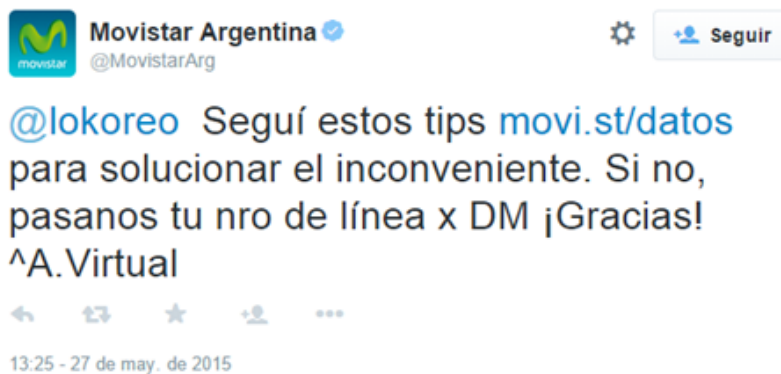 Movistar Argentina
@MovistarArg
movistar
Seguir
@lokoreo Seguí estos tips movi.st/datos
para solucionar el inconveniente. Si no,
pasanos tu nro de línea x DM ¡Gracias!
^A.Virtual
13:25 - 27 de may. de 2015